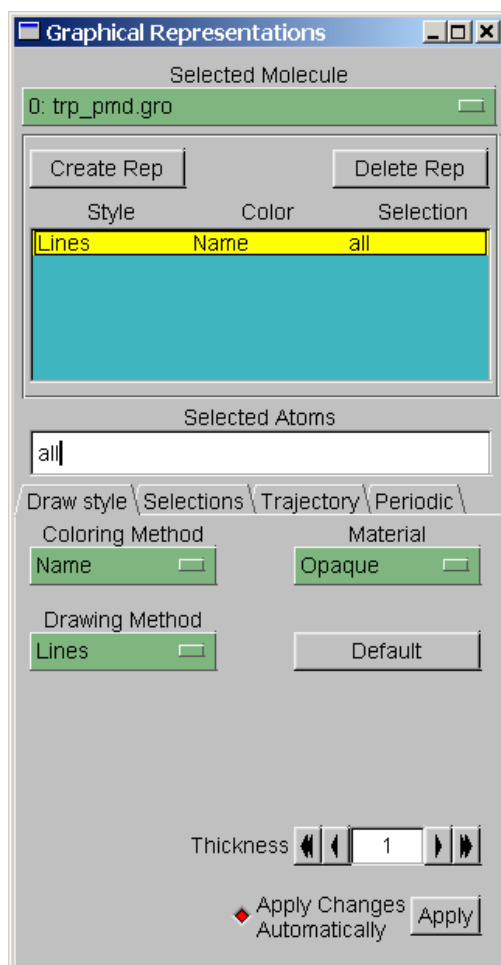 Graphical Representations
Selected Molecule
0: trp_pmd.gro
Create Rep Delete Rep
Style Color Selection
Lines Name all
Selected Atoms
all
Draw style Selections Trajectory Periodic
Coloring Method Material
Name Opaque
Drawing Method
Lines Default
Thickness 1
Apply Changes
Automatically Apply